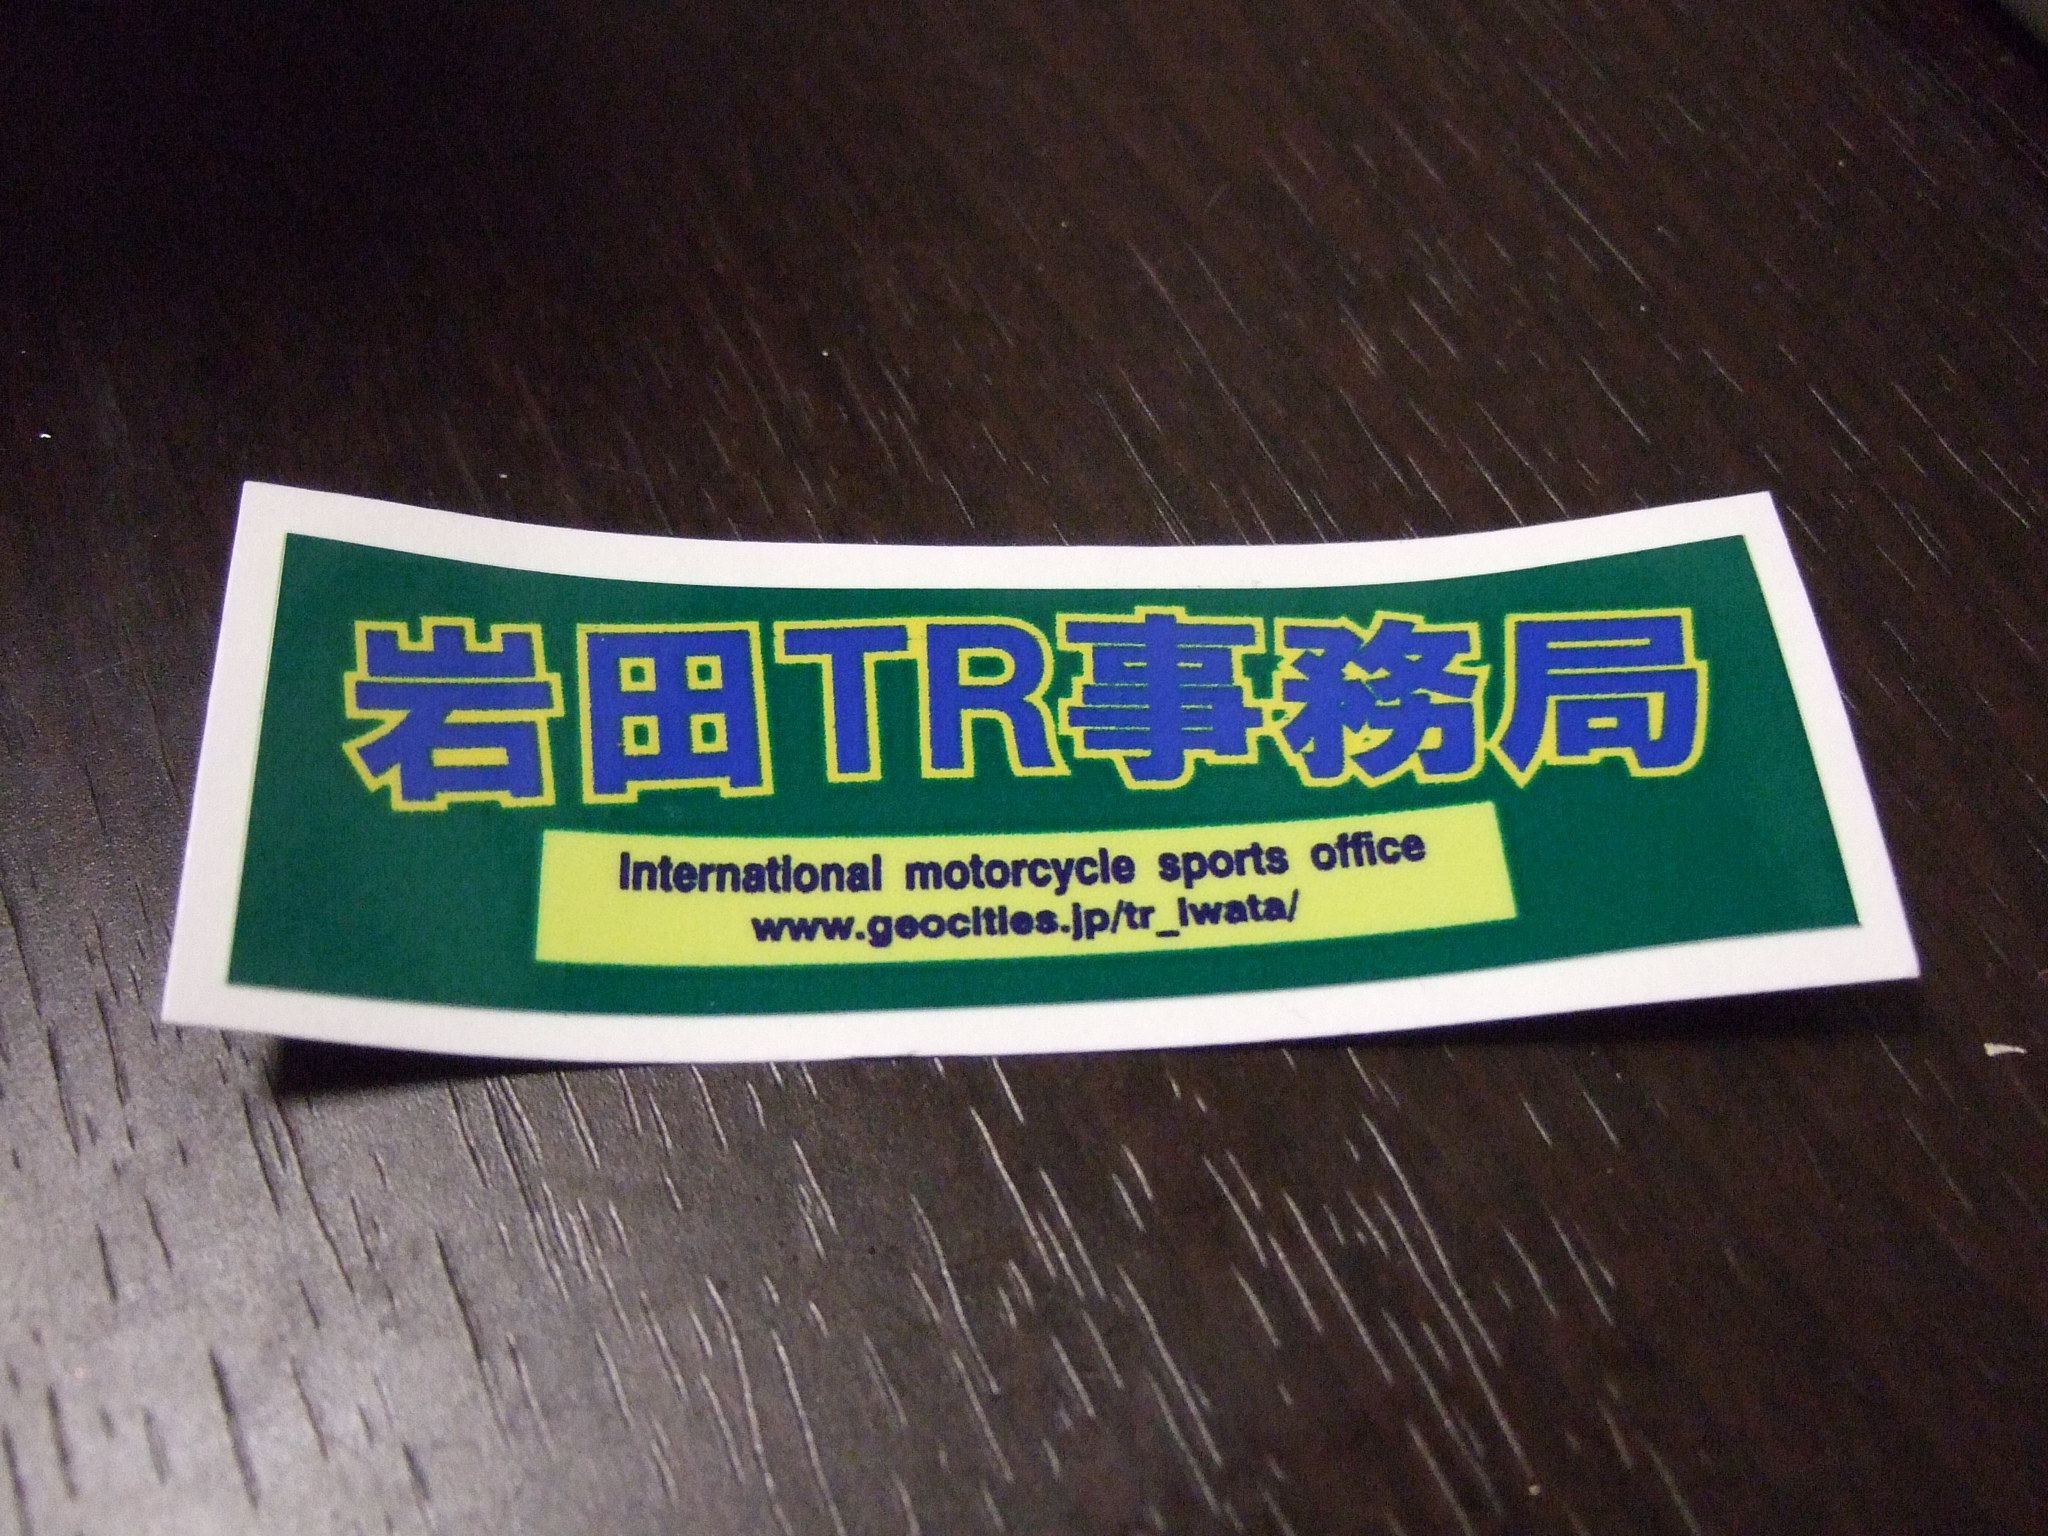 岩田TR事務局
International motorcycle sports office
www.geocities.jp/tr_iwata/